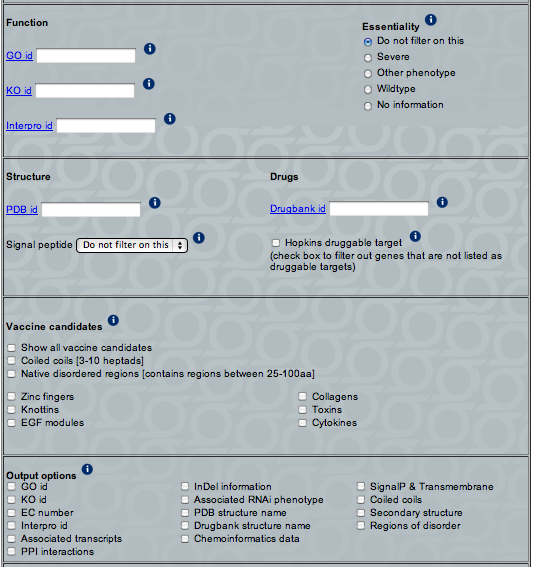 Function
GO id
KO id
Interpro id
Essentiality
Do not filter on this
Severe
Other phenotype
Wildtype
No information
Structure
PDB id
Signal peptide Do not filter on this
Drugs
Drugbank id
Hopkins druggable target
(check box to filter out genes that are not listed as
druggable targets)
Vaccine candidates
Show all vaccine candidates
Coiled coils [3-10 heptads]
Native disordered regions [contains regions between 25-100aa]
Zinc fingers
Knottins
EGF modules
Collagens
Toxins
Cytokines
Output options
GO id
KO id
EC number
Interpro id
Associated transcripts
PPI interactions
InDel information
Associated RNAi phenotype
PDB structure name
Drugbank structure name
Chemoinformatics data
SignalP & Transmembrane
Coiled coils
Secondary structure
Regions of disorder